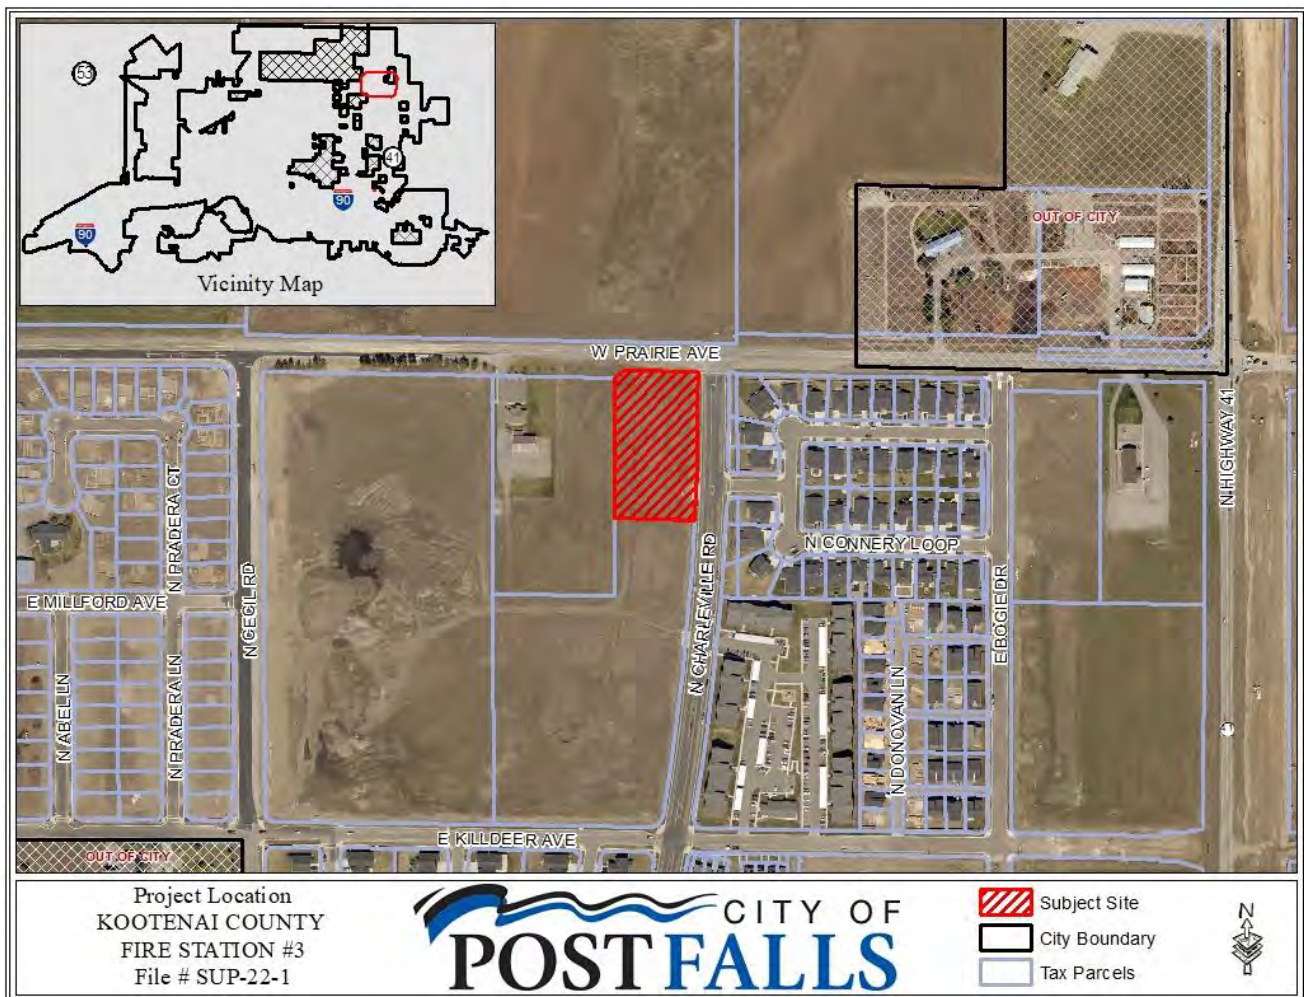 53
41
90
90
Vicinity Map
OUT OF CITY
W PRAIRIE AVE
N HIGHWAY 41
N PRADERA CT
N CONNERY LOOP
E MILLFORD AVE
N CECIL RD
N CHARLEVILLE RD
E BOGIE DR
N ABEL LN
N PRADERA LN
N DONOVAN LN
E KILLDEER AVE
OUT OF CITY
Project Location
KOOTENAI COUNTY
FIRE STATION #3
File # SUP-22-1
CITY OF
POST FALLS
Subject Site
City Boundary
Tax Parcels
N